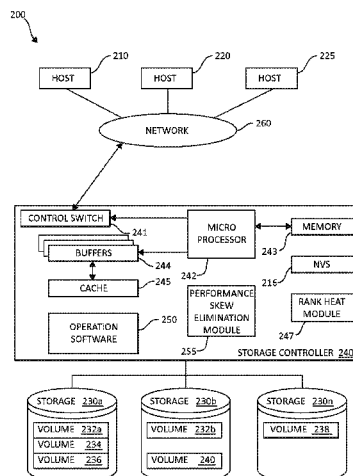 200
210
220
225
HOST
HOST
HOST
NETWORK
260
CONTROL SWITCH
241
MICRO PROCESSOR
242
MEMORY
243
BUFFERS
244
CACHE
245
NVS
216
OPERATION SOFTWARE
250
PERFORMANCE SKEW ELIMINATION MODULE
255
RANK HEAT MODULE
247
STORAGE CONTROLLER 240
STORAGE 230a
STORAGE 230b
STORAGE 230n
VOLUME 232a
VOLUME 234
VOLUME 236
VOLUME 232b
VOLUME 240
VOLUME 238